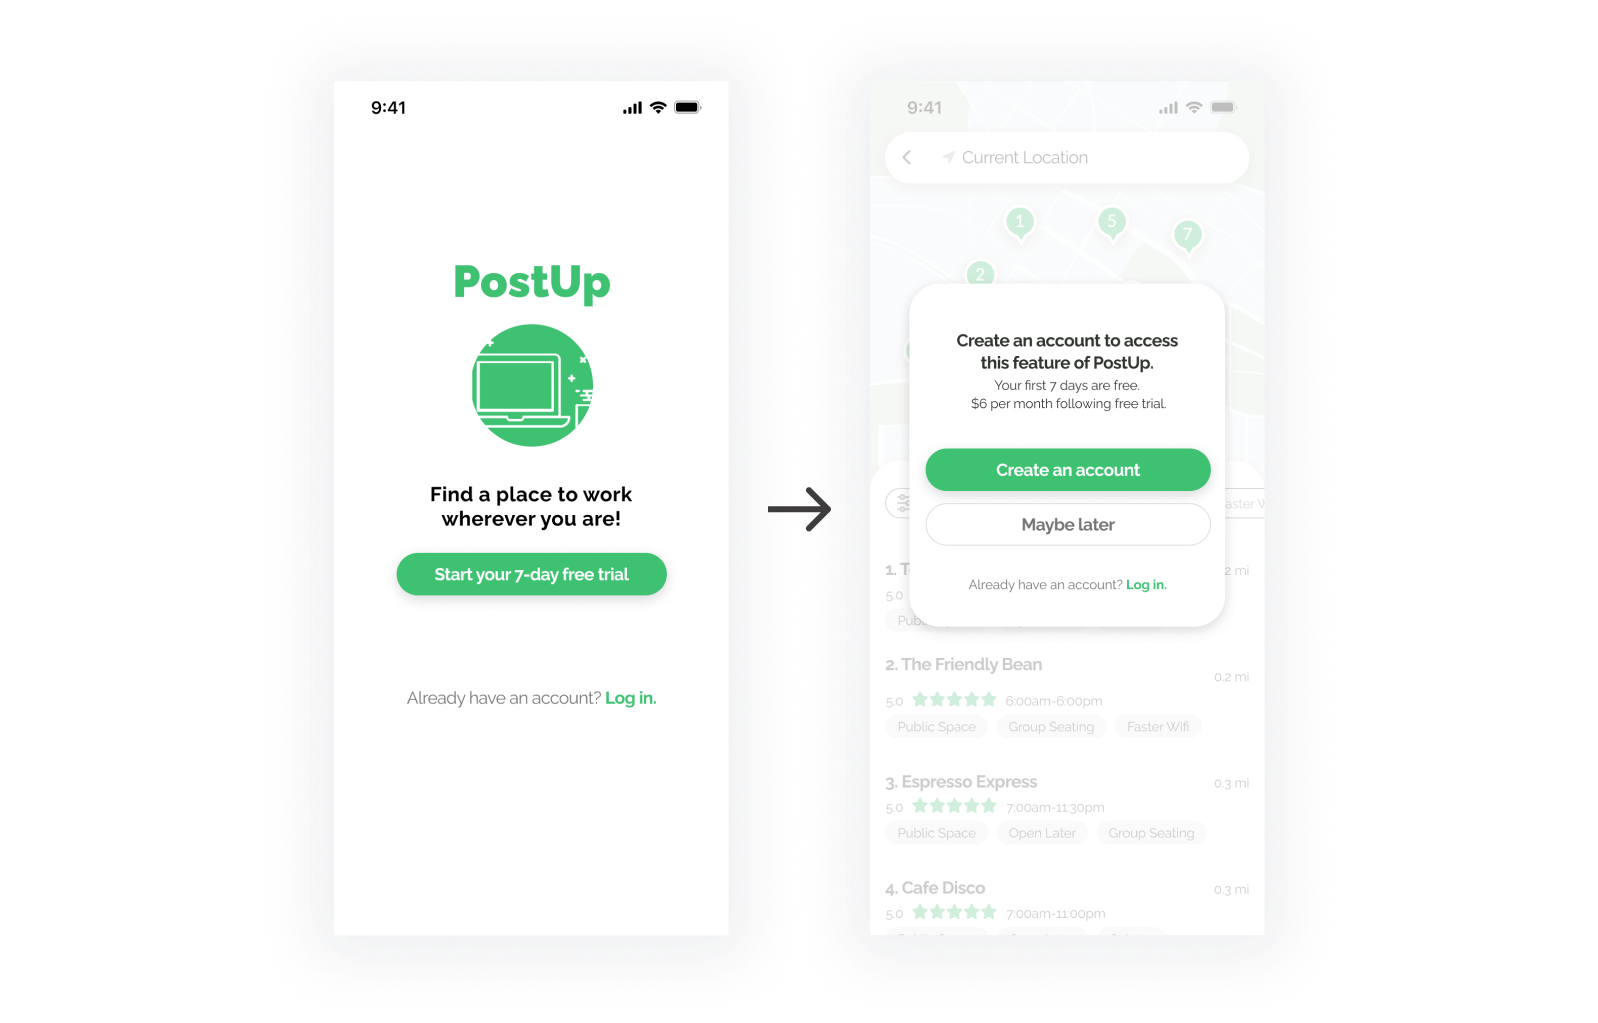 9:41
PostUp
Find a place to work
wherever you are!
Start your 7-day free trial
Already have an account? Log in.
9:41
Current Location
1
5
7
2
Create an account to access
this feature of PostUp.
Your first 7 days are free.
$6 per month following free trial.
Create an account
Maybe later
Already have an account? Log in.
1.
2 mi
5.0
2. The Friendly Bean
0.2 mi
5.0 6:00am-6:00pm
Public Space Group Seating Faster Wifi
3. Espresso Express
0.3 mi
5.0 7:00am-11:30pm
Public Space Open Later Group Seating
4. Cafe Disco
0.3 mi
5.0 7:00am-11:00pm